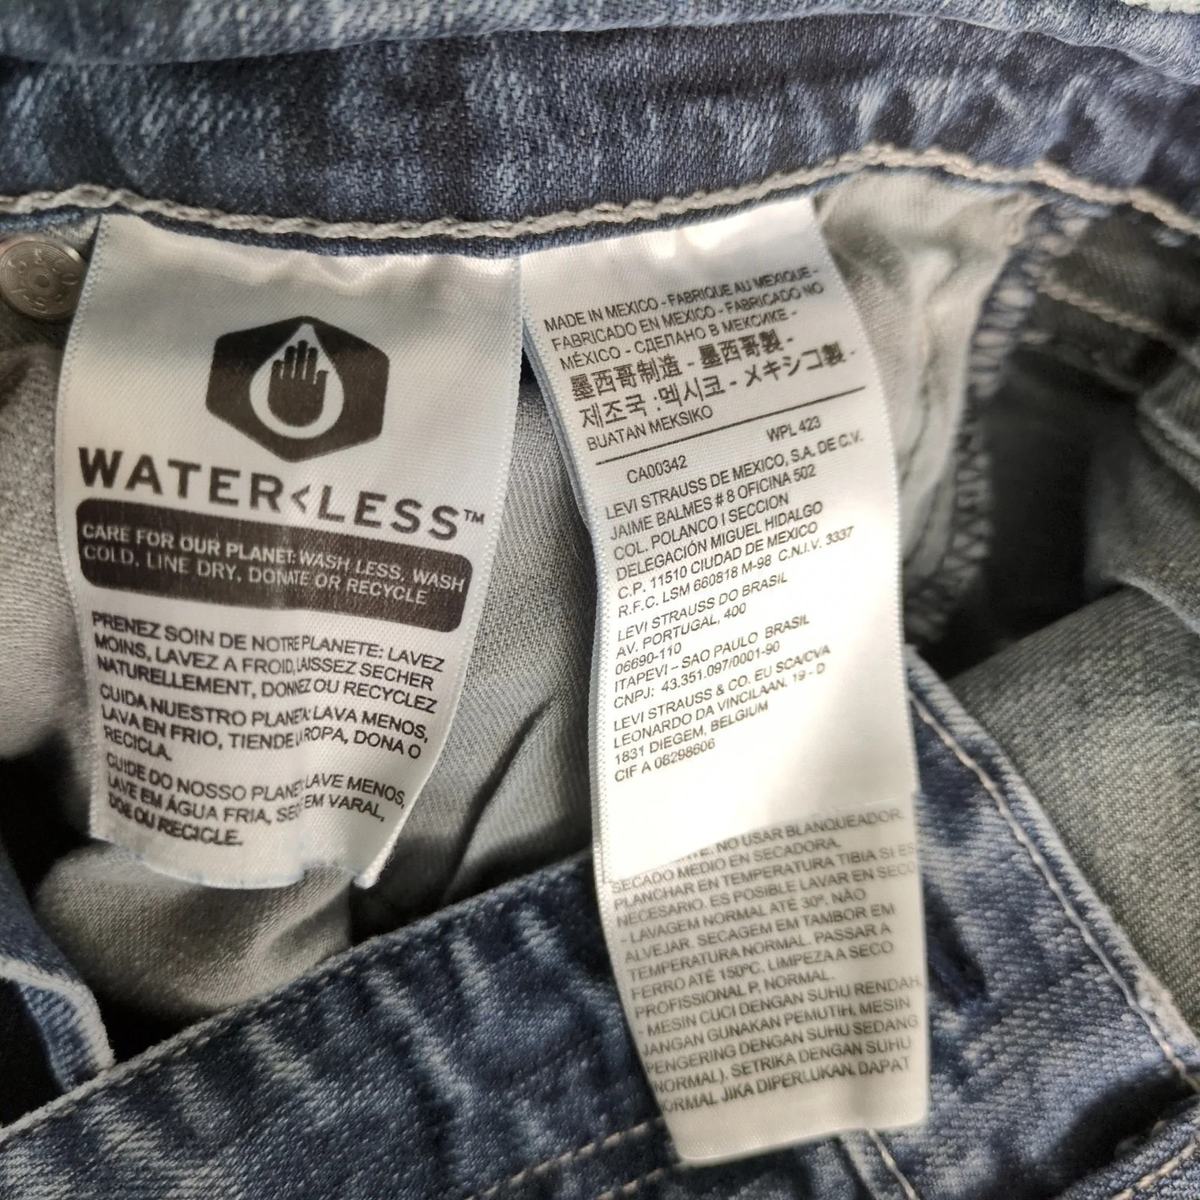 WATER<LESS™
CARE FOR OUR PLANET: WASH LESS, WASH
COLD, LINE DRY, DONATE OR RECYCLE
PRENEZ SOIN DE NOTRE PLANETE: LAVEZ
MOINS, LAVEZ A FROID, LAISSEZ SECHER
NATURELLEMENT, DONNEZ OU RECYCLEZ
CUIDA NUESTRO PLANETA: LAVA MENOS,
LAVA EN FRIO, TIENDE LA ROPA, DONA O
RECICLA.
CUIDE DO NOSSO PLANETA: LAVE MENOS,
LAVE EM ÁGUA FRIA, SEQUE EM VARAL,
DOE OU RECICLE.
MADE IN MEXICO - FABRIQUE AU MEXIQUE -
FABRICADO EN MEXICO - FABRICADO NO
MÉXICO - СДЕЛАНО В МЕКСИКЕ -
墨西哥制造 - 墨西哥製 -
제조국 :멕시코 - メキシコ製 -
BUATAN MEKSIKO
WPL 423
CA00342
LEVI STRAUSS DE MEXICO, S.A. DE C.V.
JAIME BALMES # 8 OFICINA 502
COL. POLANCO I SECCION
DELEGACIÓN MIGUEL HIDALGO
C.P. 11510 CIUDAD DE MEXICO
R.F.C. LSM 660818 M-98 C.N.I.V. 3337
LEVI STRAUSS DO BRASIL
AV. PORTUGAL, 400
06690-110
ITAPEVI – SAO PAULO BRASIL
CNPJ: 43.351.097/0001-90
LEVI STRAUSS & CO. EU SCA/CVA
LEONARDO DA VINCILAAN, 19 - D
1831 DIEGEM, BELGIUM
CIF A 08298606
NO USAR BLANQUEADOR.
SECADO MEDIO EN SECADORA.
PLANCHAR EN TEMPERATURA TIBIA SI ES
NECESARIO. ES POSIBLE LAVAR EN SECO
- LAVAGEM NORMAL ATÉ 30º. NÃO
ALVEJAR. SECAGEM EM TAMBOR EM
TEMPERATURA NORMAL. PASSAR A
FERRO ATÉ 150ºC. LIMPEZA A SECO
PROFISSIONAL P, NORMAL.
- MESIN CUCI DENGAN SUHU RENDAH,
JANGAN GUNAKAN PEMUTIH, MESIN
PENGERING DENGAN SUHU SEDANG
(NORMAL). SETRIKA DENGAN SUHU
NORMAL JIKA DIPERLUKAN. DAPAT